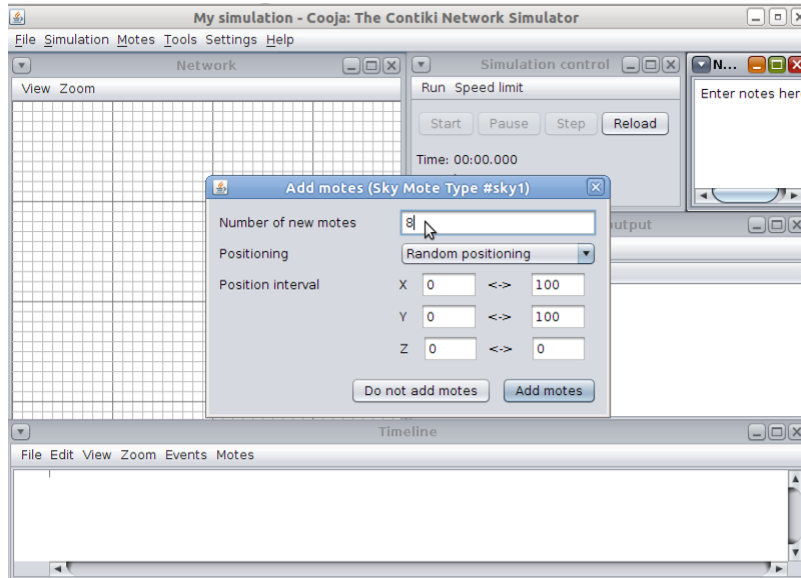 My simulation - Cooja: The Contiki Network Simulator
File Simulation Motes Tools Settings Help
Network
View Zoom
Simulation control
Run Speed limit
Start Pause Step Reload
Time: 00:00.000
N...
Enter notes her
Add motes (Sky Mote Type #sky1)
Number of new motes 8
Positioning Random positioning
Position interval X 0 <-> 100
Y 0 <-> 100
Z 0 <-> 0
Do not add motes Add motes
utput
Timeline
File Edit View Zoom Events Motes